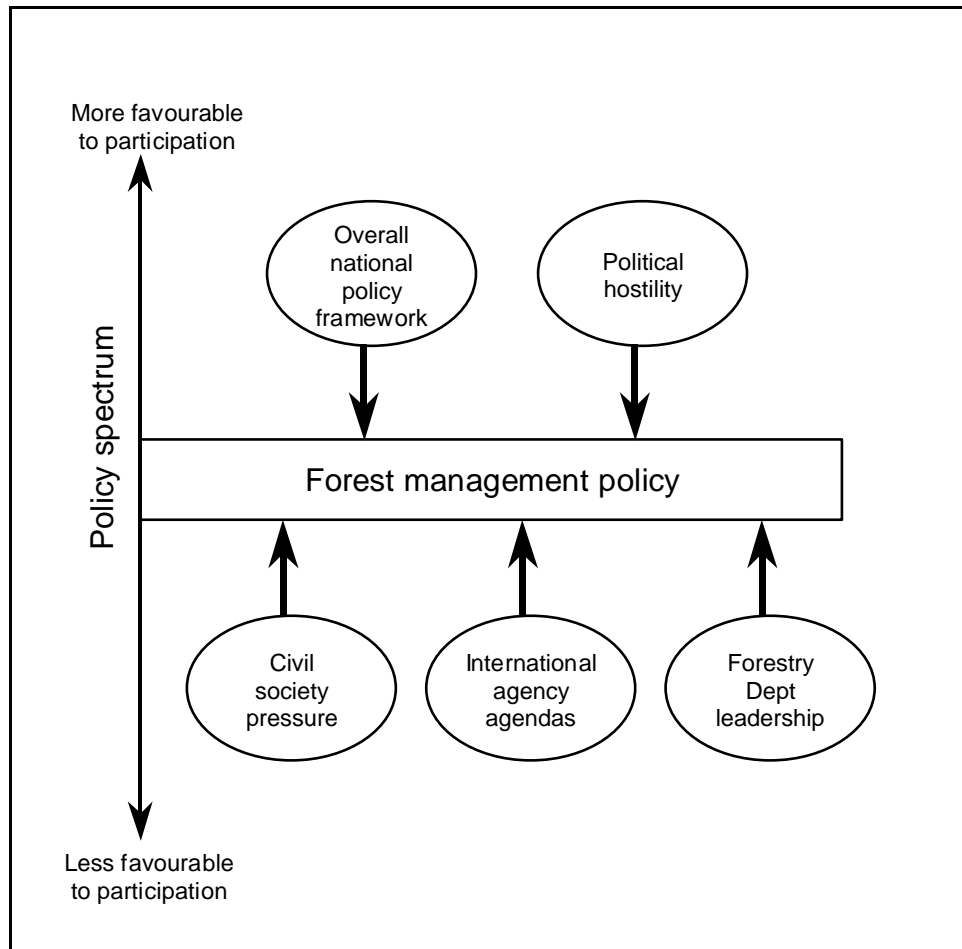 More favourable
to participation
Overall
national
policy
framework
Political
hostility
Policy spectrum
Forest management policy
Civil
society
pressure
International
agency
agendas
Forestry
Dept
leadership
Less favourable
to participation